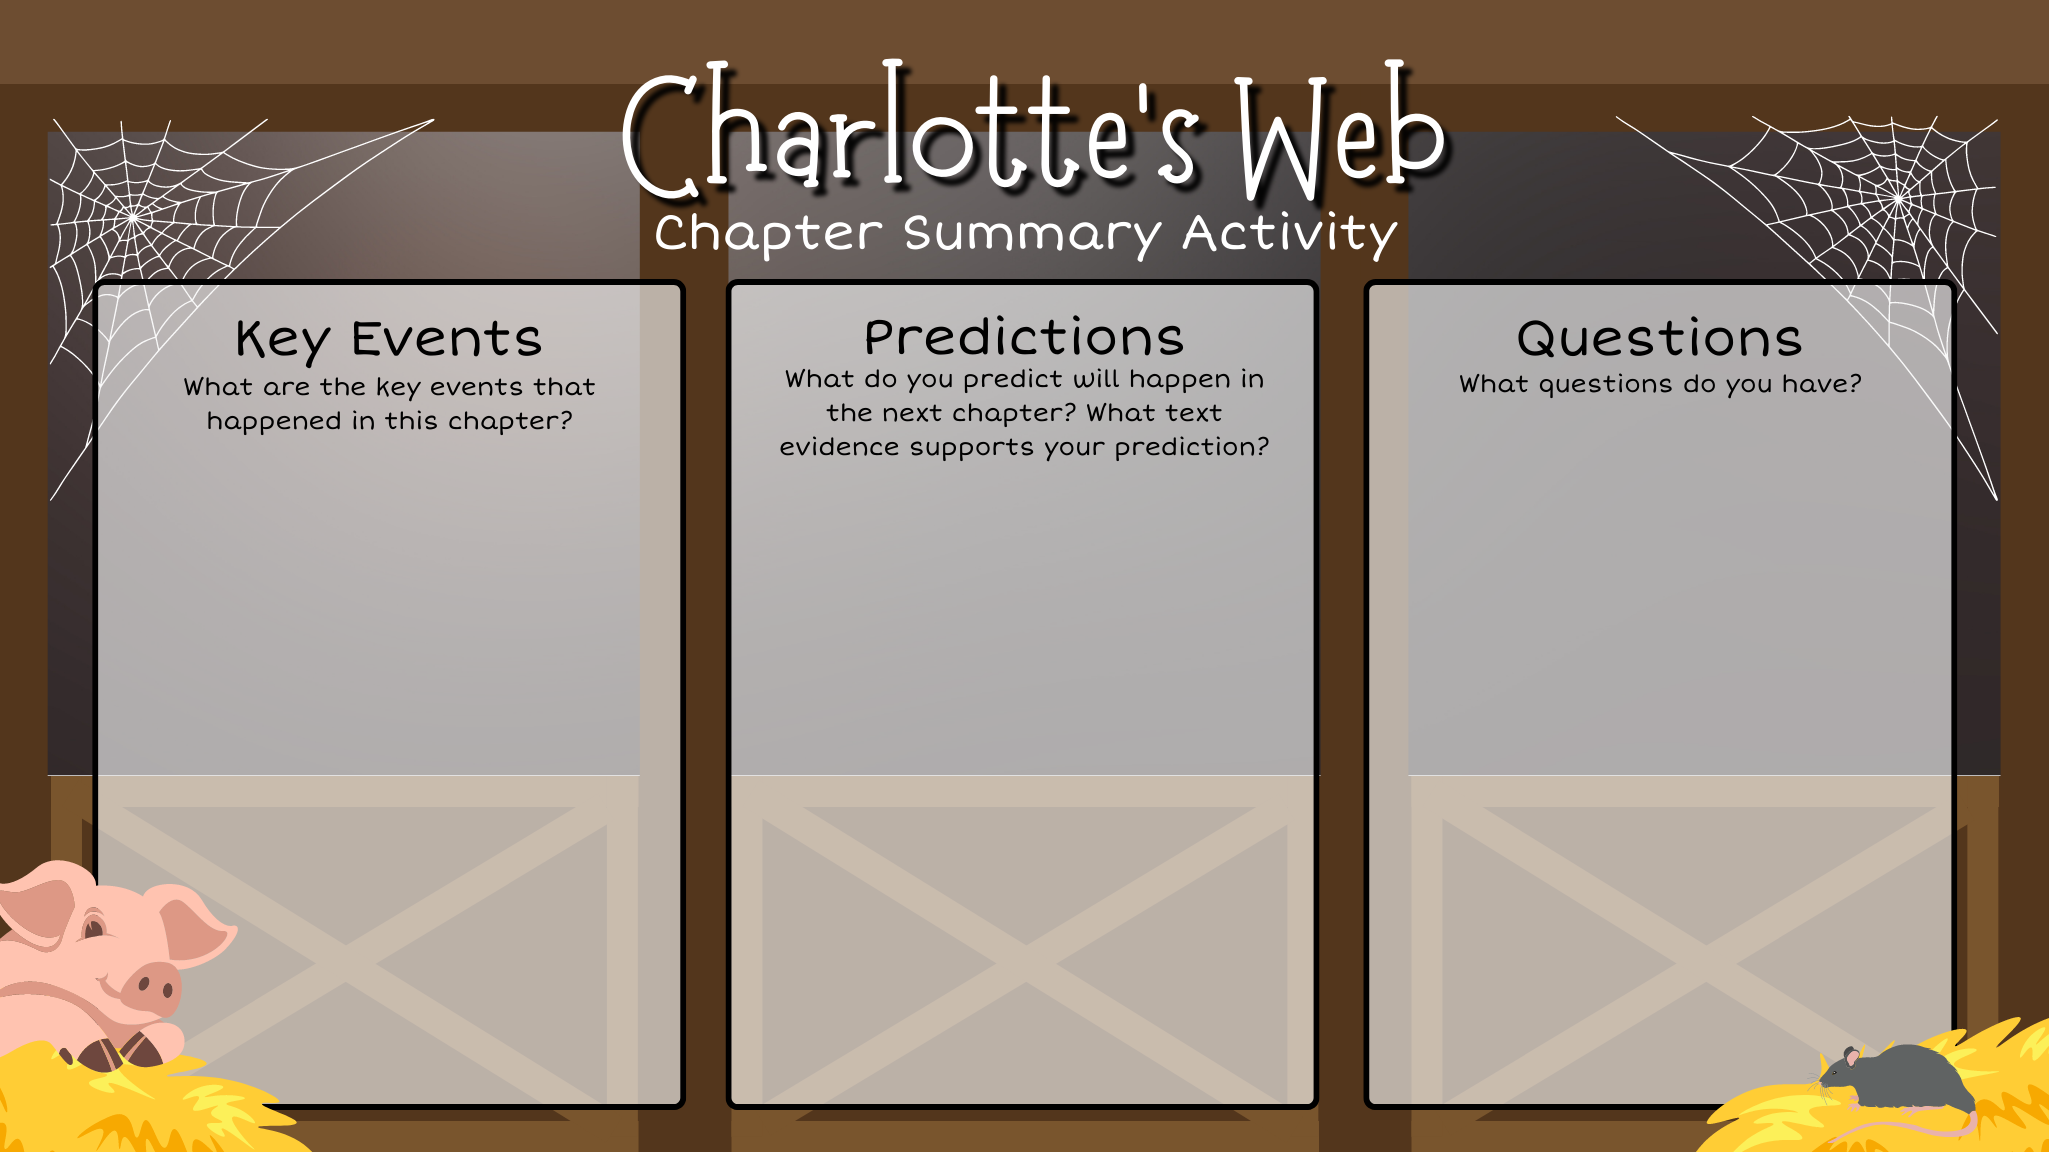 Charlotte's Web
Chapter Summary Activity
Key Events
What are the key events that
happened in this chapter?
Predictions
What do you predict will happen in
the next chapter? What text
evidence supports your prediction?
Questions
What questions do you have?